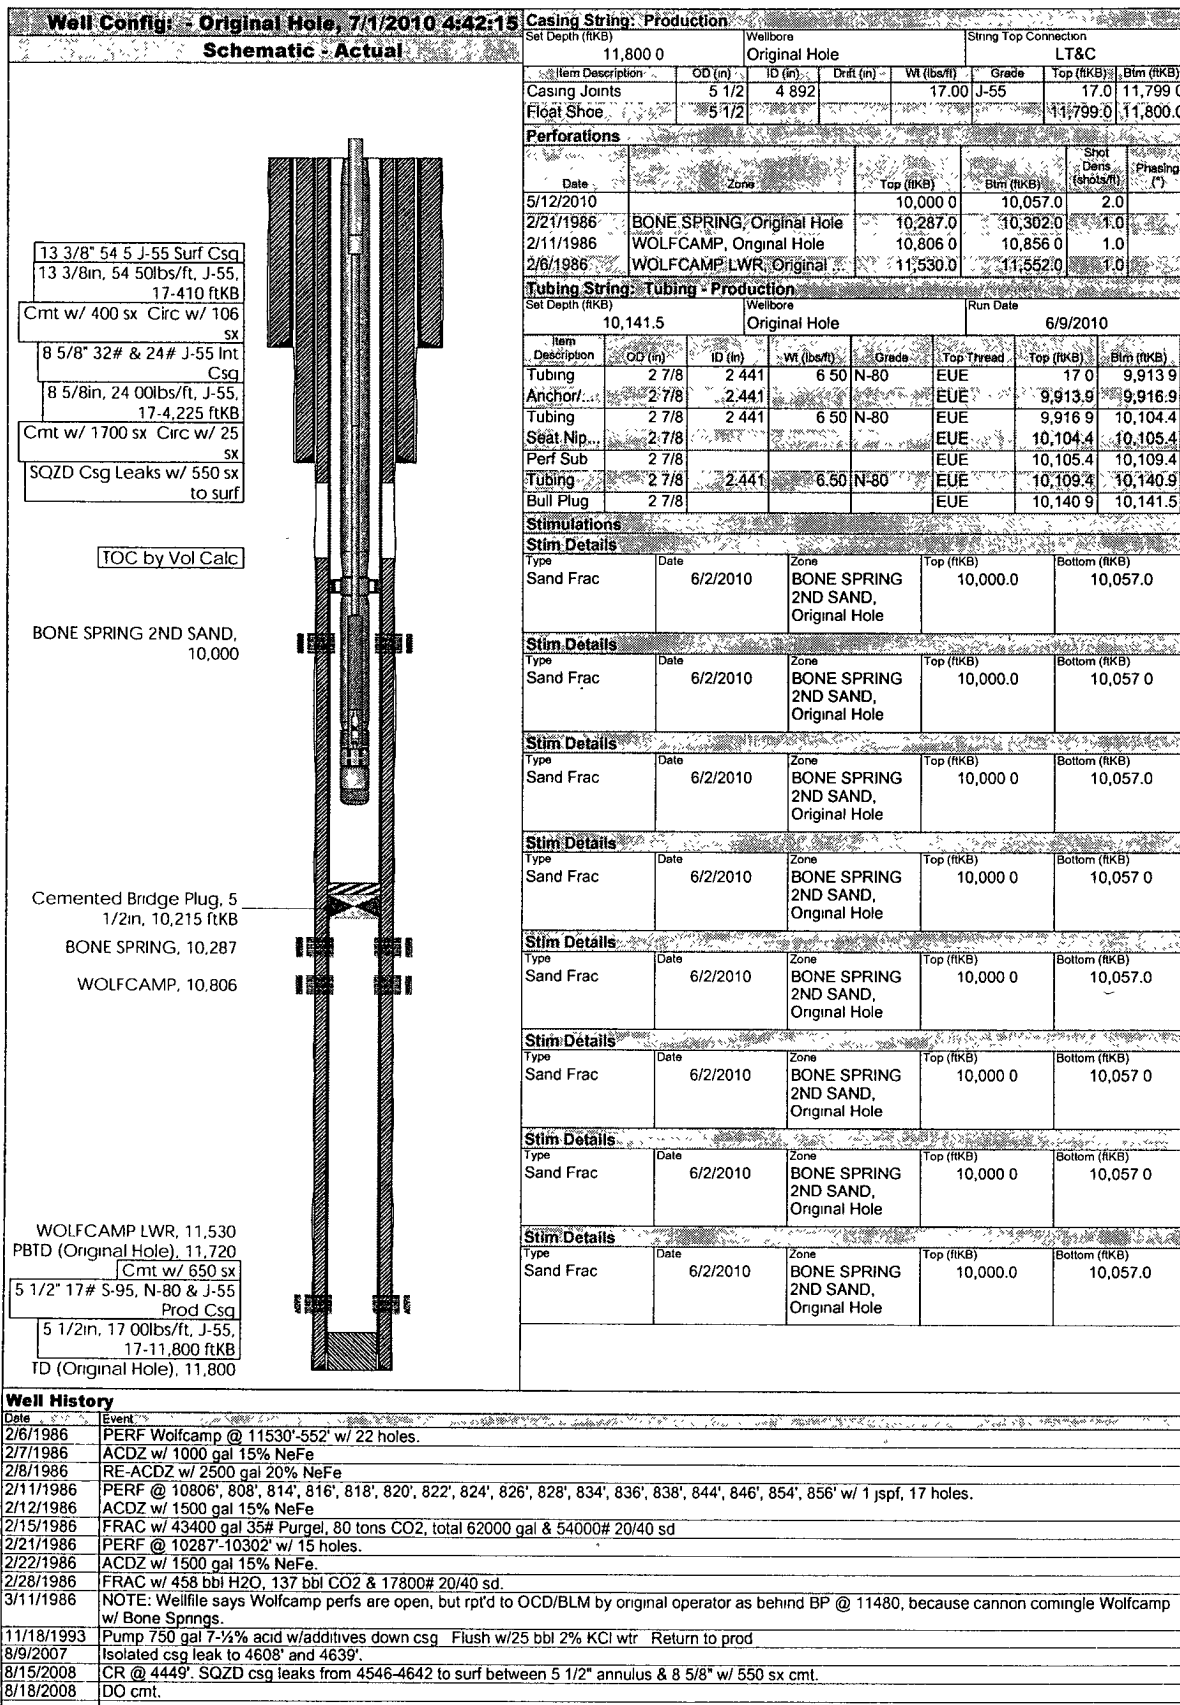 Well Config: - Original Hole, 7/1/2010 4:42:15
Schematic - Actual
13 3/8" 54 5 J-55 Surf Csg
13 3/8in, 54 50lbs/ft, J-55,
17-410 ftKB
Cmt w/ 400 sx Circ w/ 106
sx
8 5/8" 32# & 24# J-55 Int
Csg
8 5/8in, 24 00lbs/ft, J-55,
17-4,225 ftKB
Cmt w/ 1700 sx Circ w/ 25
sx
SQZD Csg Leaks w/ 550 sx
to surf
TOC by Vol Calc
BONE SPRING 2ND SAND,
10,000
Cemented Bridge Plug, 5
1/2in, 10,215 ftKB
BONE SPRING, 10,287
WOLFCAMP, 10,806
WOLFCAMP LWR, 11,530
PBTD (Original Hole), 11,720
Cmt w/ 650 sx
5 1/2" 17# S-95, N-80 & J-55
Prod Csg
5 1/2in, 17 00lbs/ft, J-55,
17-11,800 ftKB
TD (Original Hole), 11,800
Casing String: Production
Set Depth (ftKB) Wellbore String Top Connection
11,800 0 Original Hole LT&C
Item Description OD (in) ID (in) Drift (in) Wt (lbs/ft) Grade Top (ftKB) Btm (ftKB)
Casing Joints 5 1/2 4 892 17.00 J-55 17.0 11,799 0
Float Shoe 5 1/2 11,799.0 11,800.0
Perforations
Date Zone Top (ftKB) Btm (ftKB) Shot Dens (shots/ft) Phasing (°)
5/12/2010 10,000 0 10,057.0 2.0
2/21/1986 BONE SPRING, Original Hole 10,287.0 10,302.0 1.0
2/11/1986 WOLFCAMP, Original Hole 10,806 0 10,856 0 1.0
2/6/1986 WOLFCAMP LWR, Original ... 11,530.0 11,552.0 1.0
Tubing String: Tubing - Production
Set Depth (ftKB) Wellbore Run Date
10,141.5 Original Hole 6/9/2010
Item Description OD (in) ID (in) Wt (lbs/ft) Grade Top Thread Top (ftKB) Btm (ftKB)
Tubing 2 7/8 2 441 6 50 N-80 EUE 17 0 9,913 9
Anchor/... 2 7/8 2.441 EUE 9,913.9 9,916.9
Tubing 2 7/8 2 441 6 50 N-80 EUE 9,916 9 10,104.4
Seat Nip... 2 7/8 EUE 10,104.4 10,105.4
Perf Sub 2 7/8 EUE 10,105.4 10,109.4
Tubing 2 7/8 2.441 6.50 N-80 EUE 10,109.4 10,140.9
Bull Plug 2 7/8 EUE 10,140 9 10,141.5
Stimulations
Stim Details
Type Date Zone Top (ftKB) Bottom (ftKB)
Sand Frac 6/2/2010 BONE SPRING 10,000.0 10,057.0
2ND SAND,
Original Hole
Stim Details
Type Date Zone Top (ftKB) Bottom (ftKB)
Sand Frac 6/2/2010 BONE SPRING 10,000.0 10,057 0
2ND SAND,
Original Hole
Stim Details
Type Date Zone Top (ftKB) Bottom (ftKB)
Sand Frac 6/2/2010 BONE SPRING 10,000 0 10,057.0
2ND SAND,
Original Hole
Stim Details
Type Date Zone Top (ftKB) Bottom (ftKB)
Sand Frac 6/2/2010 BONE SPRING 10,000 0 10,057 0
2ND SAND,
Original Hole
Stim Details
Type Date Zone Top (ftKB) Bottom (ftKB)
Sand Frac 6/2/2010 BONE SPRING 10,000 0 10,057.0
2ND SAND,
Original Hole
Stim Details
Type Date Zone Top (ftKB) Bottom (ftKB)
Sand Frac 6/2/2010 BONE SPRING 10,000 0 10,057 0
2ND SAND,
Original Hole
Stim Details
Type Date Zone Top (ftKB) Bottom (ftKB)
Sand Frac 6/2/2010 BONE SPRING 10,000 0 10,057 0
2ND SAND,
Original Hole
Stim Details
Type Date Zone Top (ftKB) Bottom (ftKB)
Sand Frac 6/2/2010 BONE SPRING 10,000.0 10,057.0
2ND SAND,
Original Hole
Well History
Date Event
2/6/1986 PERF Wolfcamp @ 11530'-552' w/ 22 holes.
2/7/1986 ACDZ w/ 1000 gal 15% NeFe
2/8/1986 RE-ACDZ w/ 2500 gal 20% NeFe
2/11/1986 PERF @ 10806', 808', 814', 816', 818', 820', 822', 824', 826', 828', 834', 836', 838', 844', 846', 854', 856' w/ 1 jspf, 17 holes.
2/12/1986 ACDZ w/ 1500 gal 15% NeFe
2/15/1986 FRAC w/ 43400 gal 35# Purgel, 80 tons CO2, total 62000 gal & 54000# 20/40 sd
2/21/1986 PERF @ 10287'-10302' w/ 15 holes.
2/22/1986 ACDZ w/ 1500 gal 15% NeFe.
2/28/1986 FRAC w/ 458 bbl H2O, 137 bbl CO2 & 17800# 20/40 sd.
3/11/1986 NOTE: Wellfile says Wolfcamp perfs are open, but rpt'd to OCD/BLM by original operator as behind BP @ 11480, because cannon comingle Wolfcamp
w/ Bone Springs.
11/18/1993 Pump 750 gal 7-½% acid w/additives down csg Flush w/25 bbl 2% KCl wtr Return to prod
8/9/2007 Isolated csg leak to 4608' and 4639'.
8/15/2008 CR @ 4449'. SQZD csg leaks from 4546-4642 to surf between 5 1/2" annulus & 8 5/8" w/ 550 sx cmt.
8/18/2008 DO cmt.